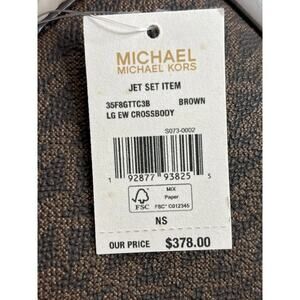 MICHAEL
MICHAEL KORS
JET SET ITEM
35F8GTTC3B BROWN
LG EW CROSSBODY
S073-0002
1 92877 93825 5
FSC
MIX
Paper
FSC® C012345
NS
OUR PRICE $378.00